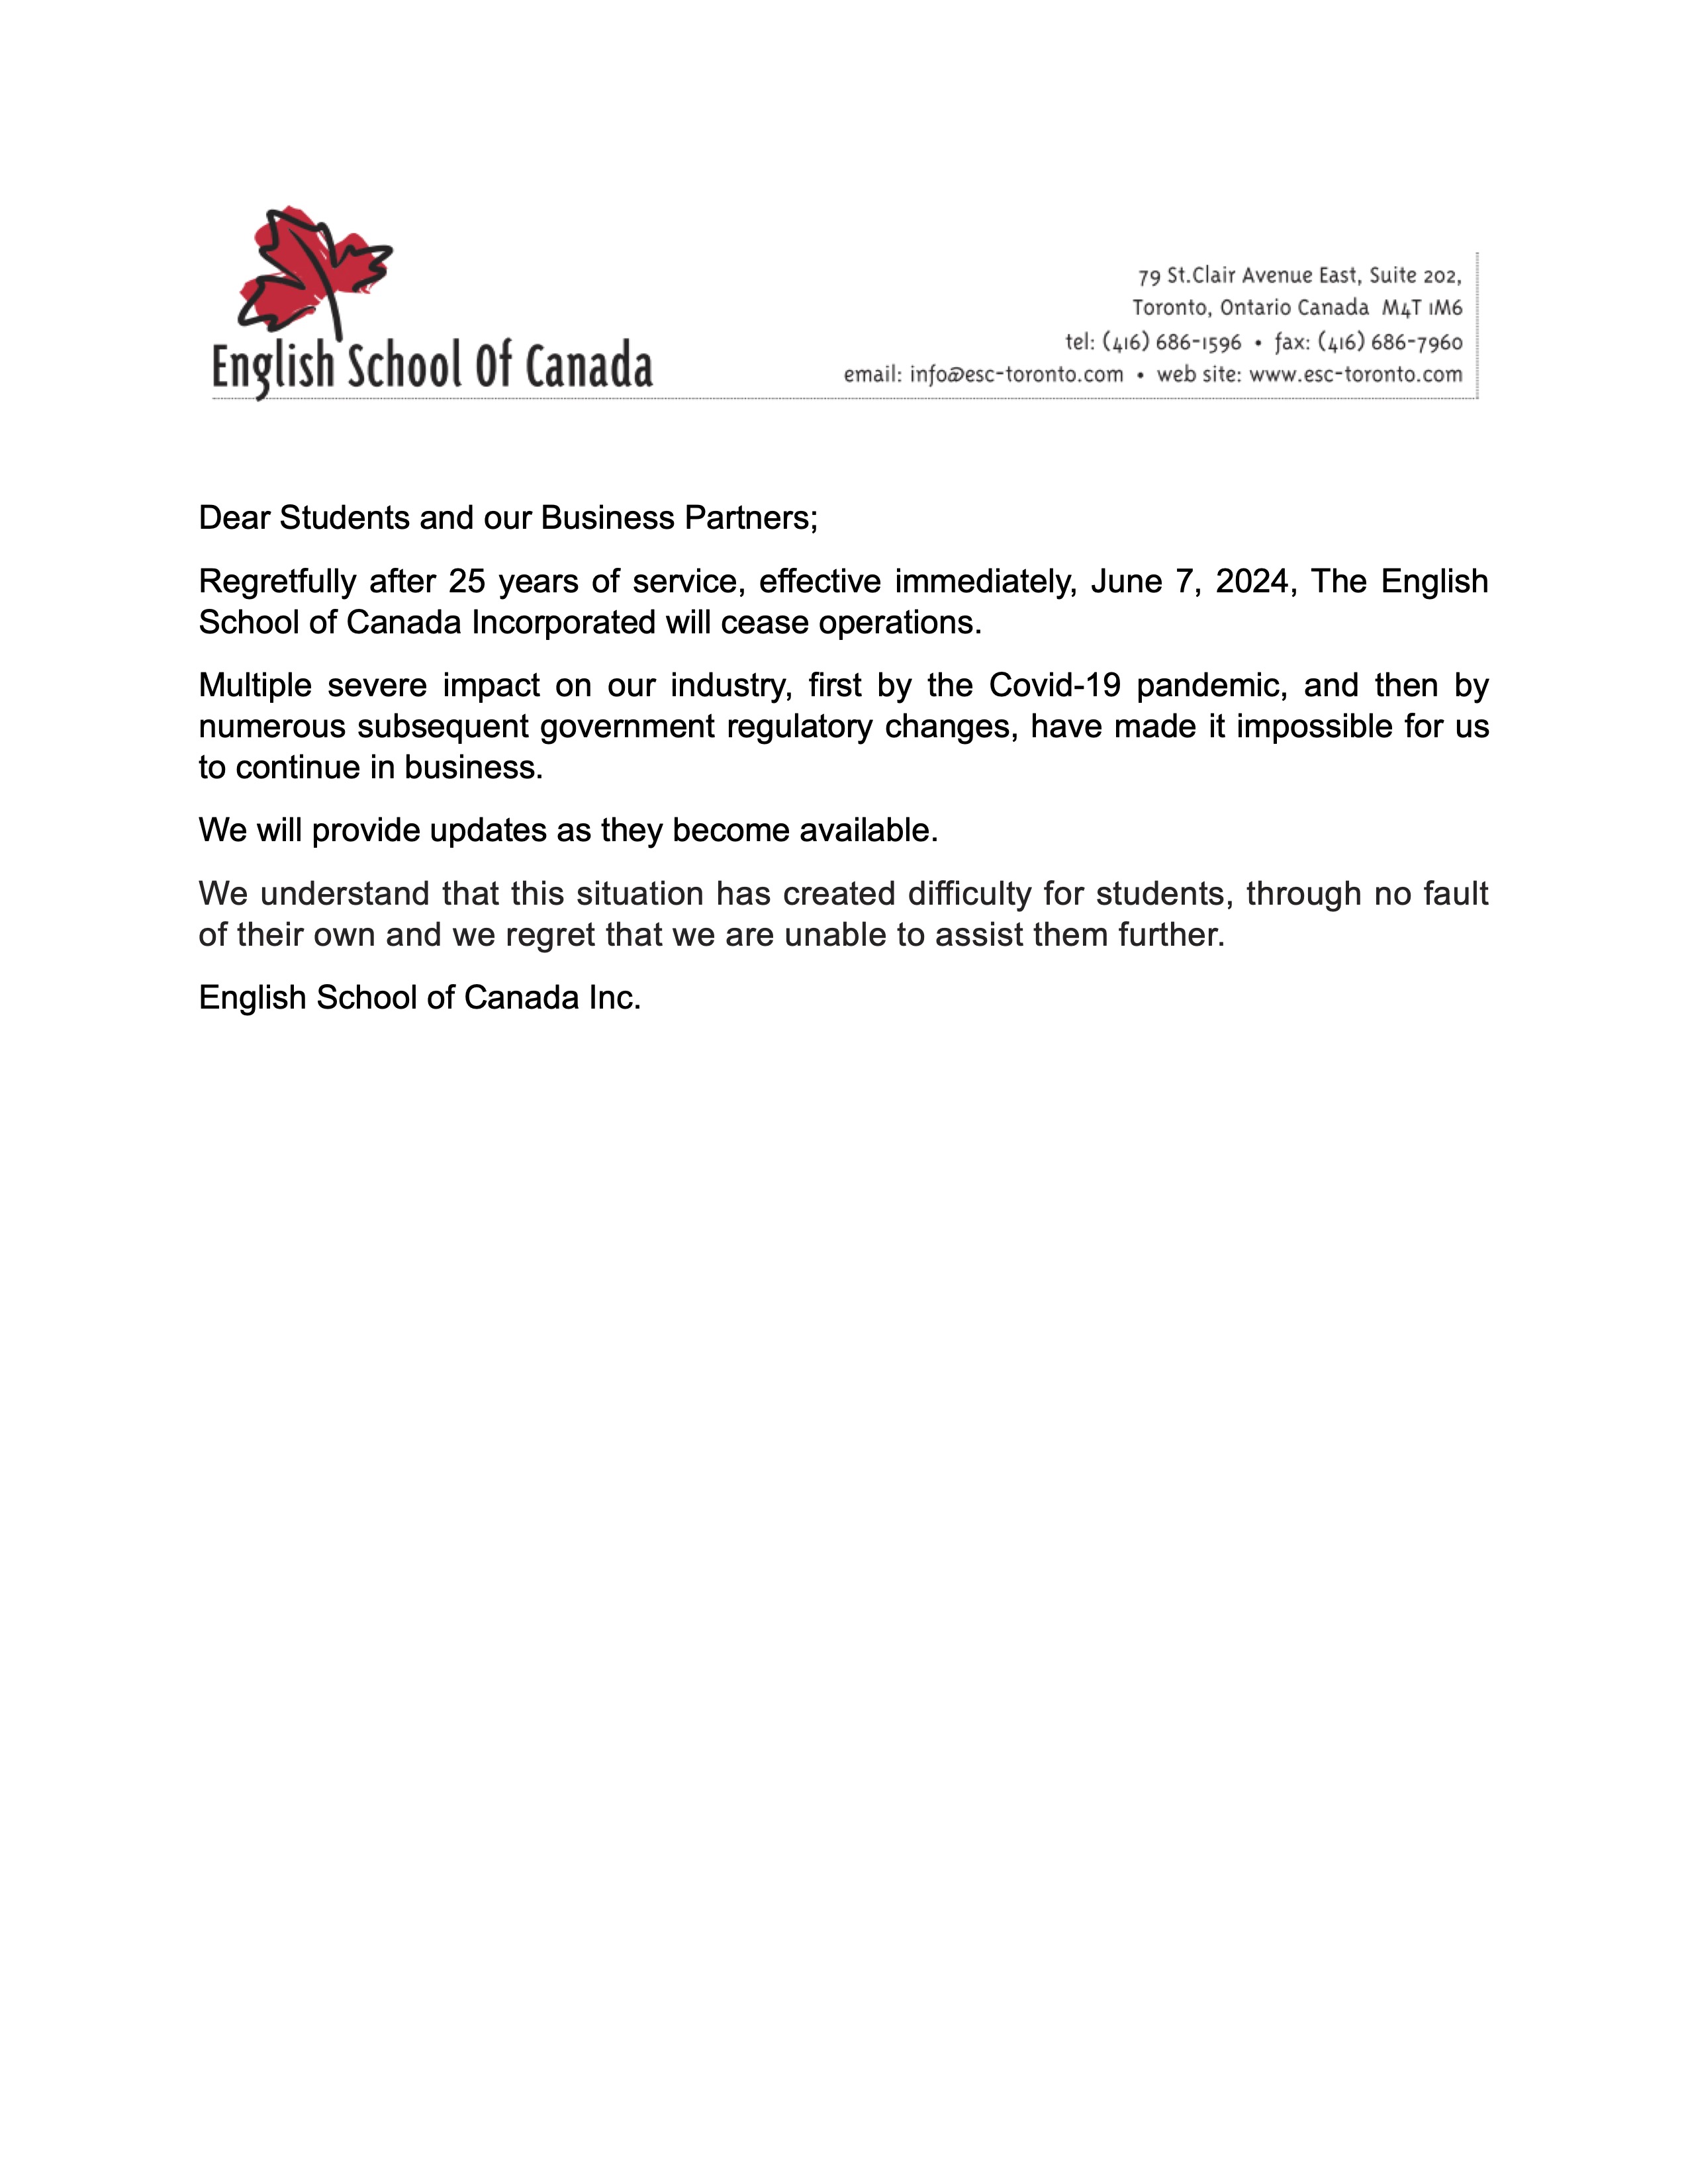 English School Of Canada
79 St.Clair Avenue East, Suite 202,
Toronto, Ontario Canada M4T 1M6
tel: (416) 686-1596 • fax: (416) 686-7960
email: info@esc-toronto.com • web site: www.esc-toronto.com
Dear Students and our Business Partners;
Regretfully after 25 years of service, effective immediately, June 7, 2024, The English
School of Canada Incorporated will cease operations.
Multiple severe impact on our industry, first by the Covid-19 pandemic, and then by
numerous subsequent government regulatory changes, have made it impossible for us
to continue in business.
We will provide updates as they become available.
We understand that this situation has created difficulty for students, through no fault
of their own and we regret that we are unable to assist them further.
English School of Canada Inc.